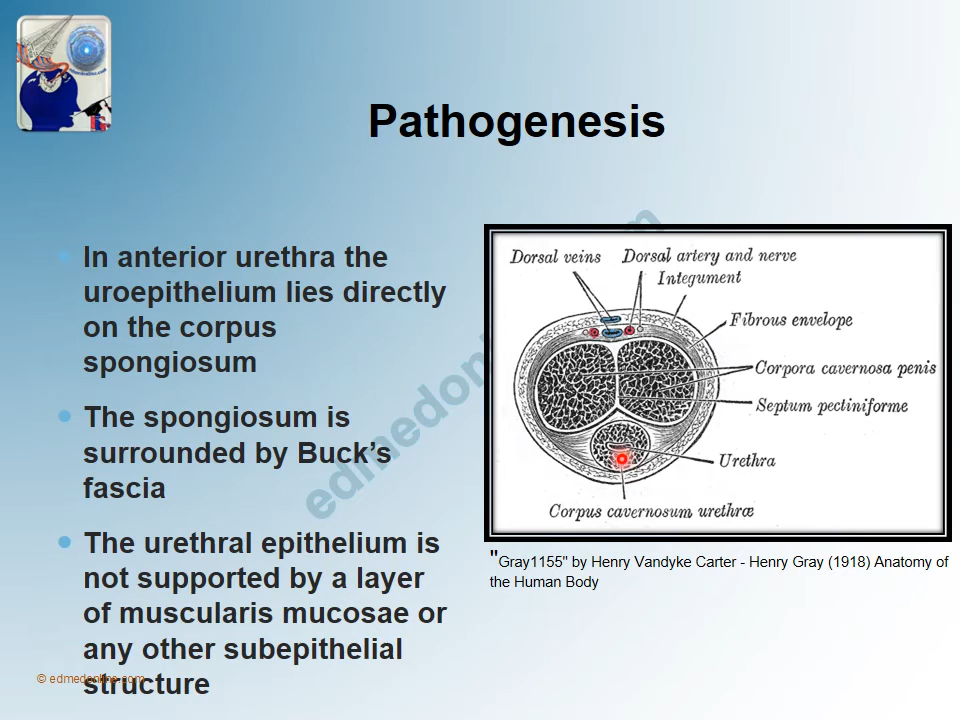 Pathogenesis
In anterior urethra the
uroepithelium lies directly
on the corpus
spongiosum
The spongiosum is
surrounded by Buck’s
fascia
The urethral epithelium is
not supported by a layer
of muscularis mucosae or
any other subepithelial
structure
Dorsal veins
Dorsal artery and nerve
Integument
Fibrous envelope
Corpora cavernosa penis
Septum pectiniforme
Urethra
Corpus cavernosum urethræ
"Gray1155" by Henry Vandyke Carter - Henry Gray (1918) Anatomy of
the Human Body
© edmedonline.com